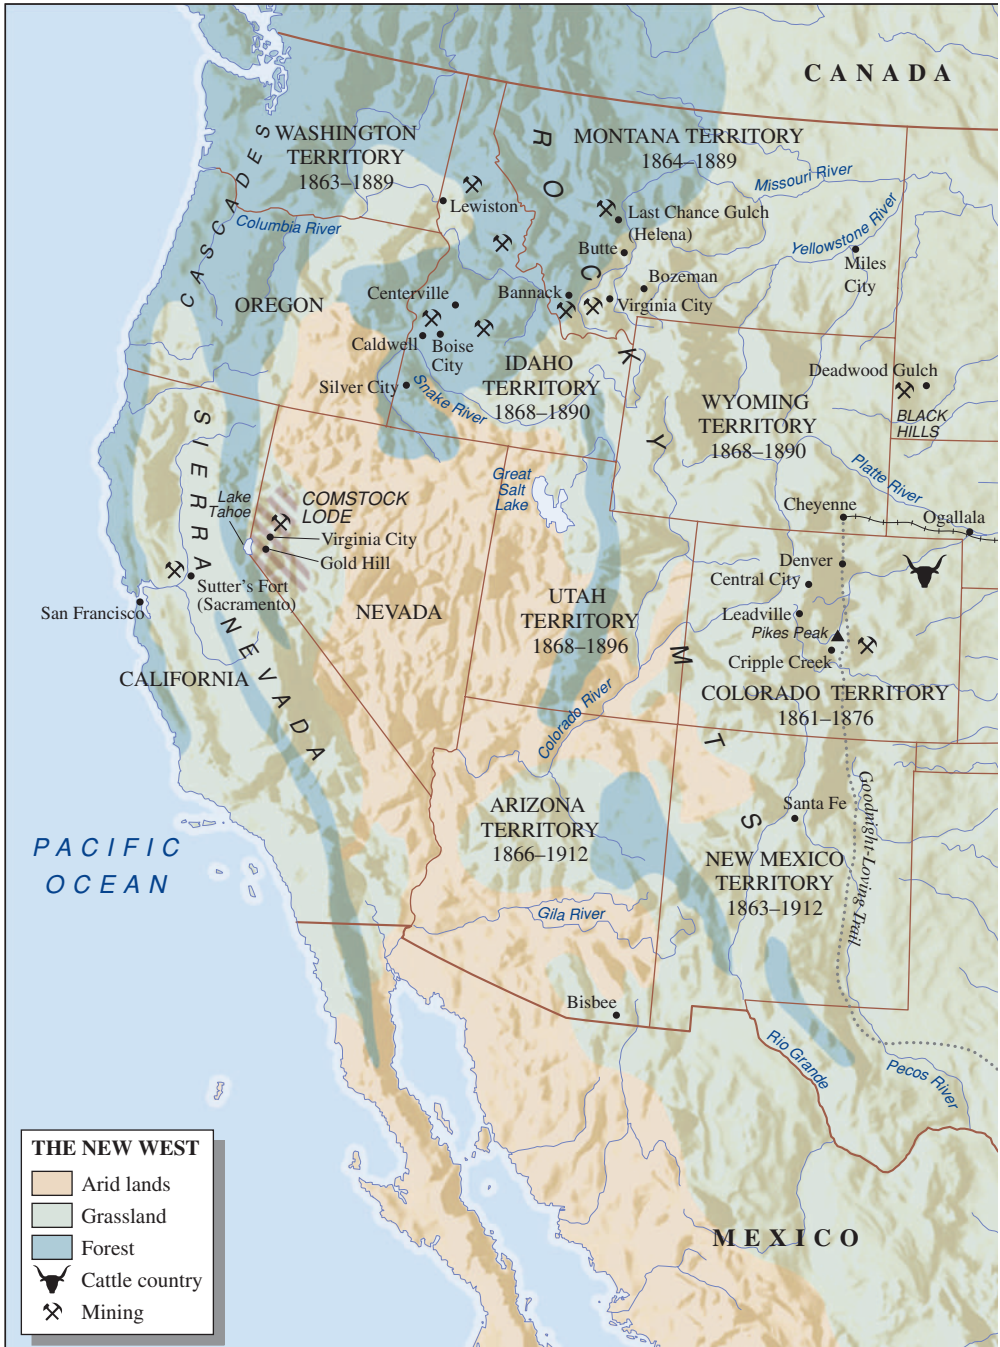 CANADA
CASCADES
WASHINGTON
TERRITORY
1863–1889
ROCKY MTS
MONTANA TERRITORY
1864–1889
Missouri River
Lewiston
Columbia River
Last Chance Gulch
(Helena)
Yellowstone River
Butte
Miles
City
Bozeman
OREGON
Centerville
Bannack
Virginia City
Caldwell
Boise
City
IDAHO
TERRITORY
1868–1890
Silver City
Snake River
Deadwood Gulch
BLACK
HILLS
WYOMING
TERRITORY
1868–1890
SIERRA NEVADA
Great
Salt
Lake
Platte River
Lake
Tahoe
COMSTOCK
LODE
Cheyenne
Ogallala
Virginia City
Gold Hill
Denver
Central City
Sutter's Fort
(Sacramento)
San Francisco
NEVADA
UTAH
TERRITORY
1868–1896
Leadville
Pikes Peak
Cripple Creek
CALIFORNIA
COLORADO TERRITORY
1861–1876
Colorado River
Goodnight-Loving Trail
ARIZONA
TERRITORY
1866–1912
Santa Fe
PACIFIC
OCEAN
NEW MEXICO
TERRITORY
1863–1912
Gila River
Bisbee
Rio Grande
Pecos River
MEXICO
THE NEW WEST
Arid lands
Grassland
Forest
Cattle country
Mining